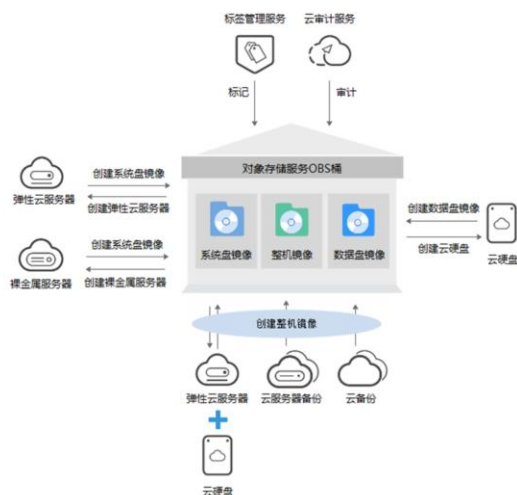 标签管理服务 云审计服务
标记 审计
对象存储服务OBS桶
创建系统盘镜像
弹性云服务器
创建弹性云服务器
创建系统盘镜像
裸金属服务器
创建裸金属服务器
系统盘镜像 整机镜像 数据盘镜像
创建数据盘镜像
创建云硬盘
云硬盘
创建整机镜像
弹性云服务器 云服务器备份 云备份
云硬盘